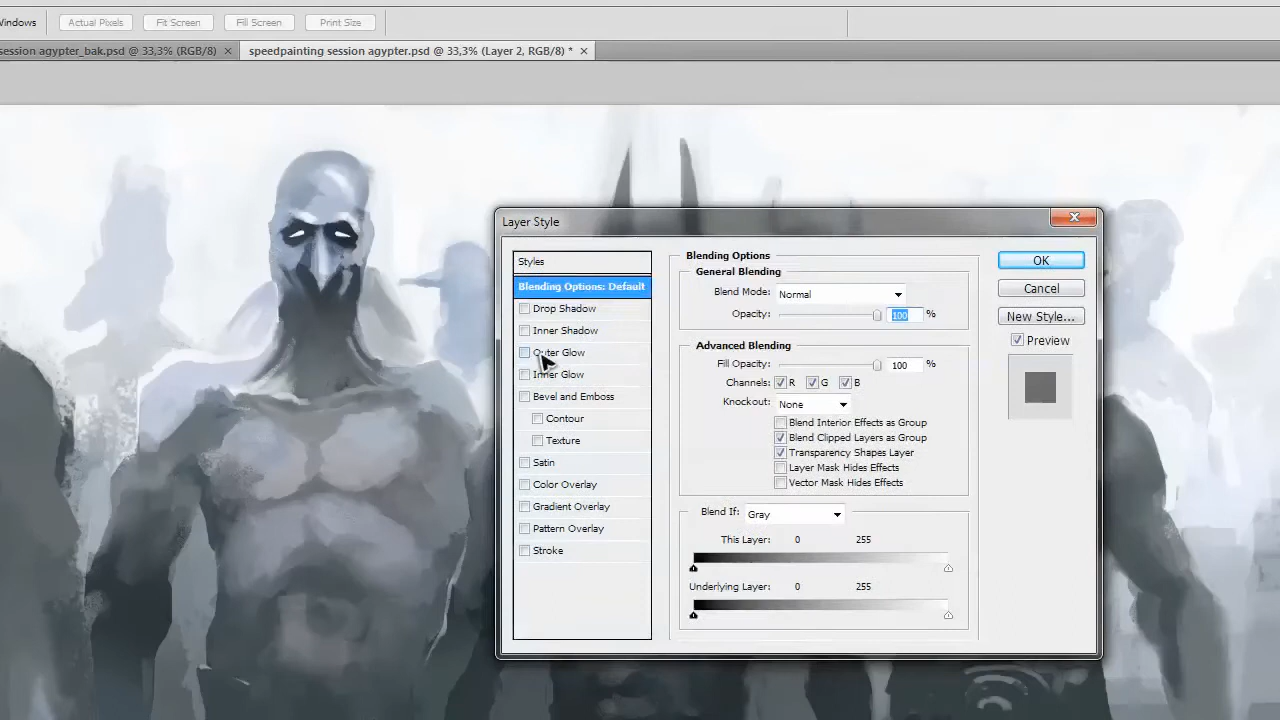 Windows
Actual Pixels
Fit Screen
Fill Screen
Print Size
session agypter_bak.psd @ 33,3% (RGB/8) ×
speedpainting session agypter.psd @ 33,3% (Layer 2, RGB/8) * ×
Layer Style
Styles
Blending Options: Default
Drop Shadow
Inner Shadow
Outer Glow
Inner Glow
Bevel and Emboss
Contour
Texture
Satin
Color Overlay
Gradient Overlay
Pattern Overlay
Stroke
Blending Options
General Blending
Blend Mode: Normal
Opacity: 100 %
Advanced Blending
Fill Opacity: 100 %
Channels: R G B
Knockout: None
Blend Interior Effects as Group
Blend Clipped Layers as Group
Transparency Shapes Layer
Layer Mask Hides Effects
Vector Mask Hides Effects
Blend If: Gray
This Layer: 0 255
Underlying Layer: 0 255
OK
Cancel
New Style...
Preview